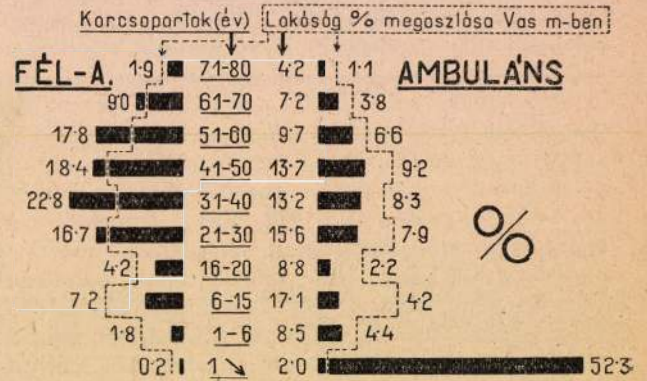 Korcsoportok(év) Lakóság % megoszlása Vas m-ben
FÉL-A. 1·9 71-80 4·2 1·1 AMBULÁNS
9·0 61-70 7·2 3·8
17·8 51-60 9·7 6·6
18·4 41-50 13·7 9·2
22·8 31-40 13·2 8·3
16·7 21-30 15·6 7·9
%
4·2 16-20 8·8 2·2
7·2 6-15 17·1 4·2
1·8 1-6 8·5 4·4
0·2 1↘ 2·0 52·3